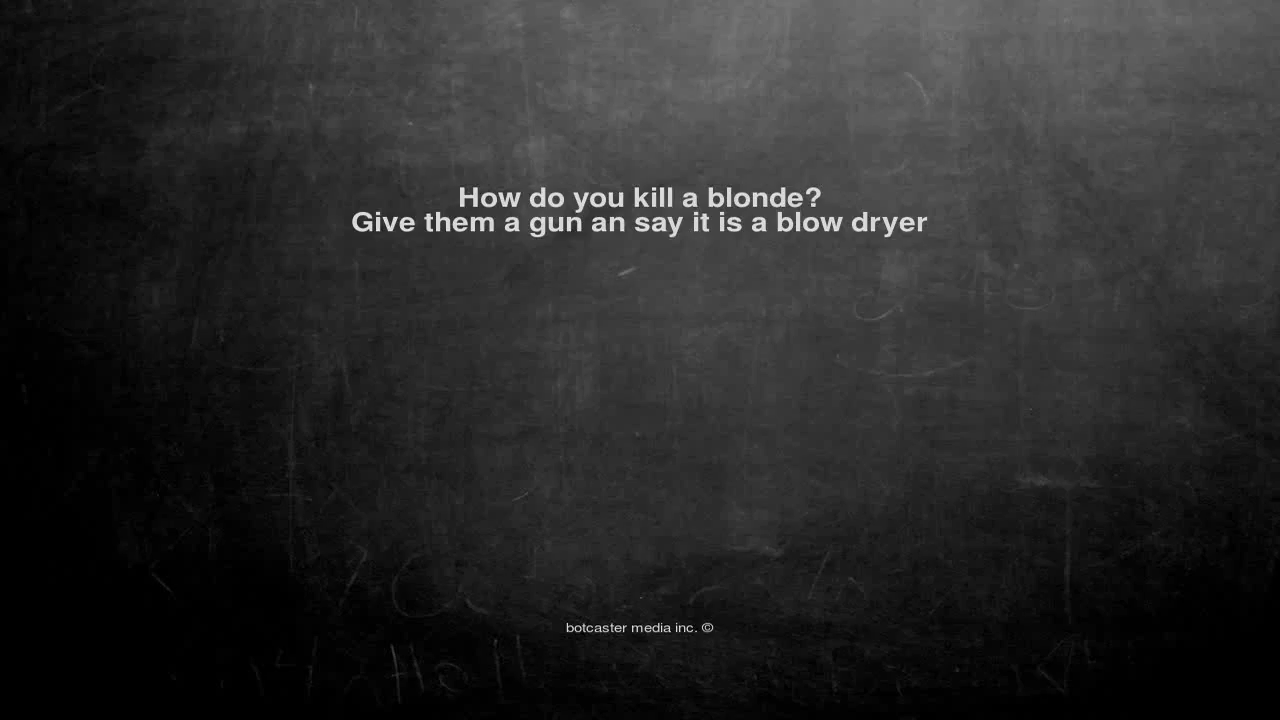 How do you kill a blonde?
Give them a gun an say it is a blow dryer
botcaster media inc. ©